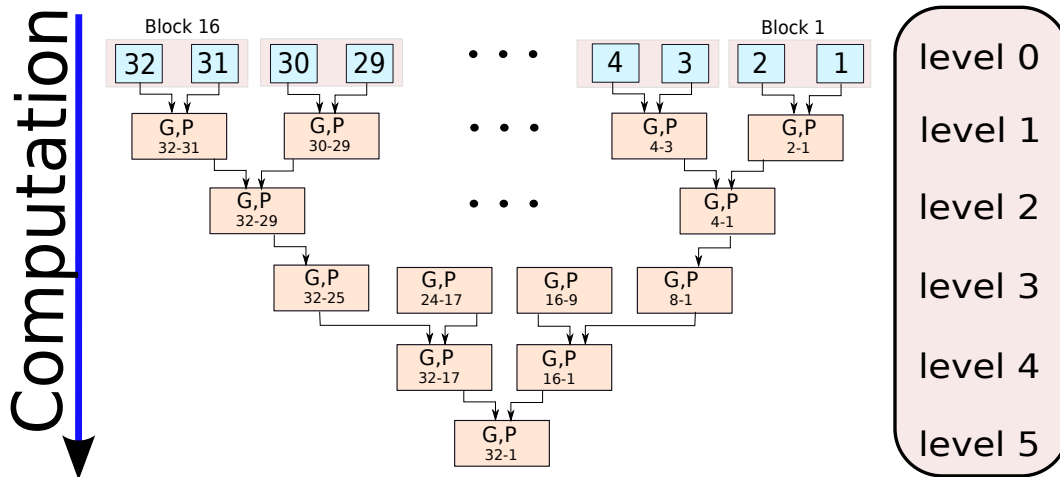 Computation
Block 16
Block 1
32
31
30
29
• • •
4
3
2
1
level 0
G,P
32-31
G,P
30-29
• • •
G,P
4-3
G,P
2-1
level 1
G,P
32-29
• • •
G,P
4-1
level 2
G,P
32-25
G,P
24-17
G,P
16-9
G,P
8-1
level 3
G,P
32-17
G,P
16-1
level 4
G,P
32-1
level 5